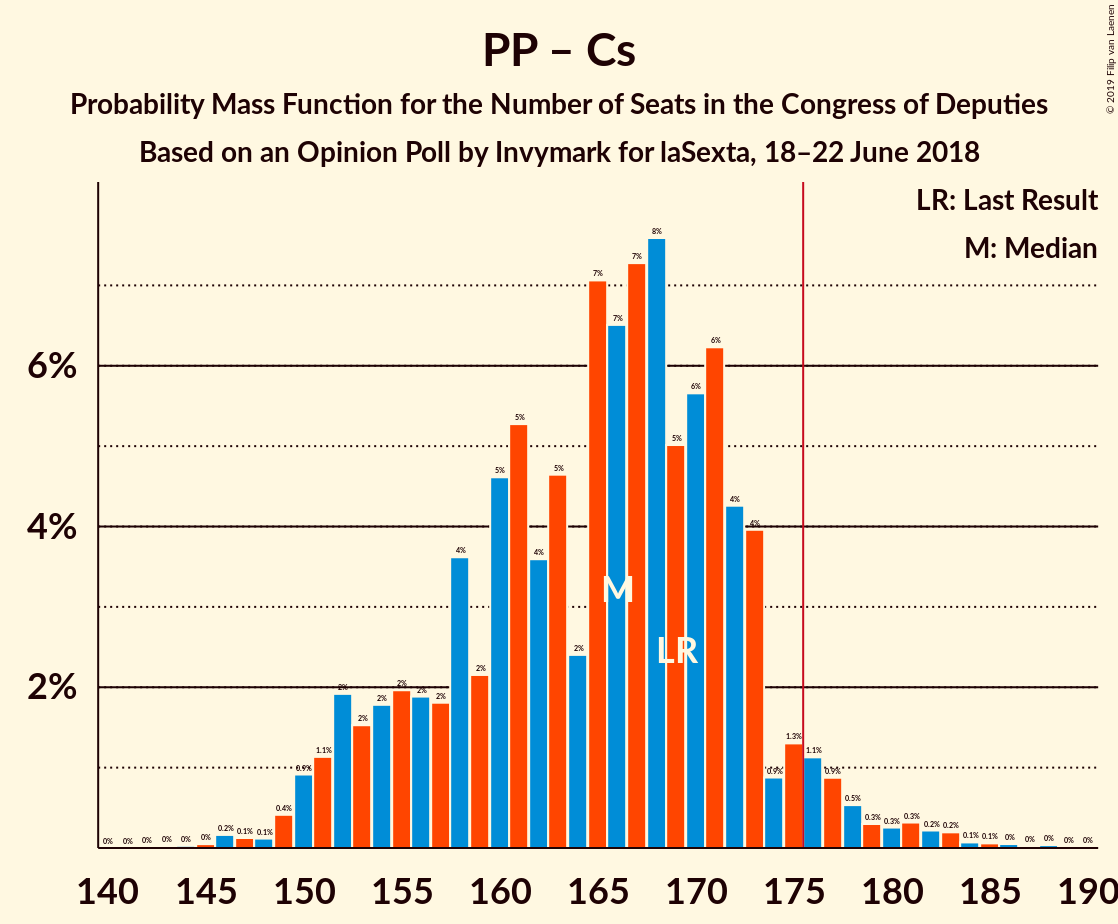 PP – Cs
Probability Mass Function for the Number of Seats in the Congress of Deputies
Based on an Opinion Poll by Invymark for laSexta, 18–22 June 2018
© 2019 Filip van Laenen
LR: Last Result
M: Median
6%
4%
2%
0% 0% 0% 0% 0% 0% 0.2% 0.1% 0.1% 0.4% 0.9% 1.1% 2% 2% 2% 2% 2% 2% 4% 2% 5% 5% 4% 5% 2% 7% 7% 7% 8% 5% 6% 6% 4% 4% 0.9% 1.3% 1.1% 0.9% 0.5% 0.3% 0.3% 0.3% 0.2% 0.2% 0.1% 0.1% 0% 0% 0% 0% 0%
M
LR
140 145 150 155 160 165 170 175 180 185 190